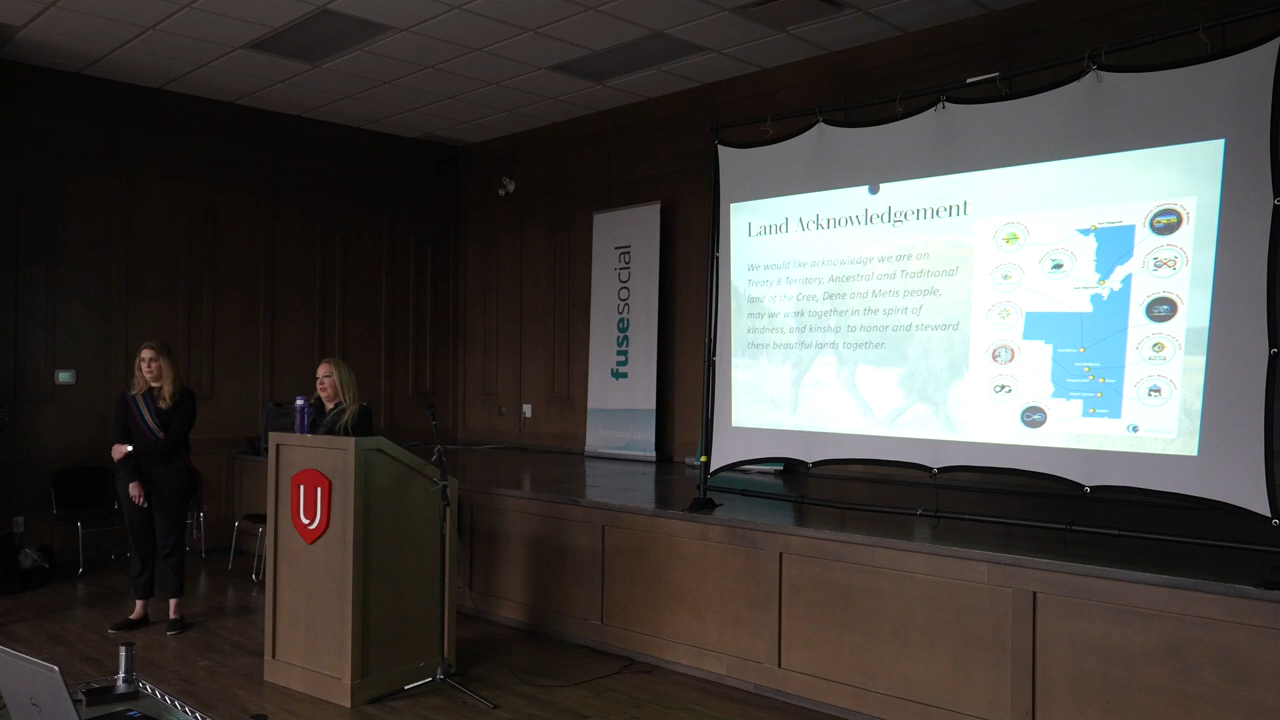 Land Acknowledgement
We would like acknowledge we are on
Treaty 8 Territory, Ancestral and Traditional
land of the Cree, Dene and Metis people,
may we work together in the spirit of
kindness, and kinship to honor and steward
these beautiful lands together.
fusesocial
U